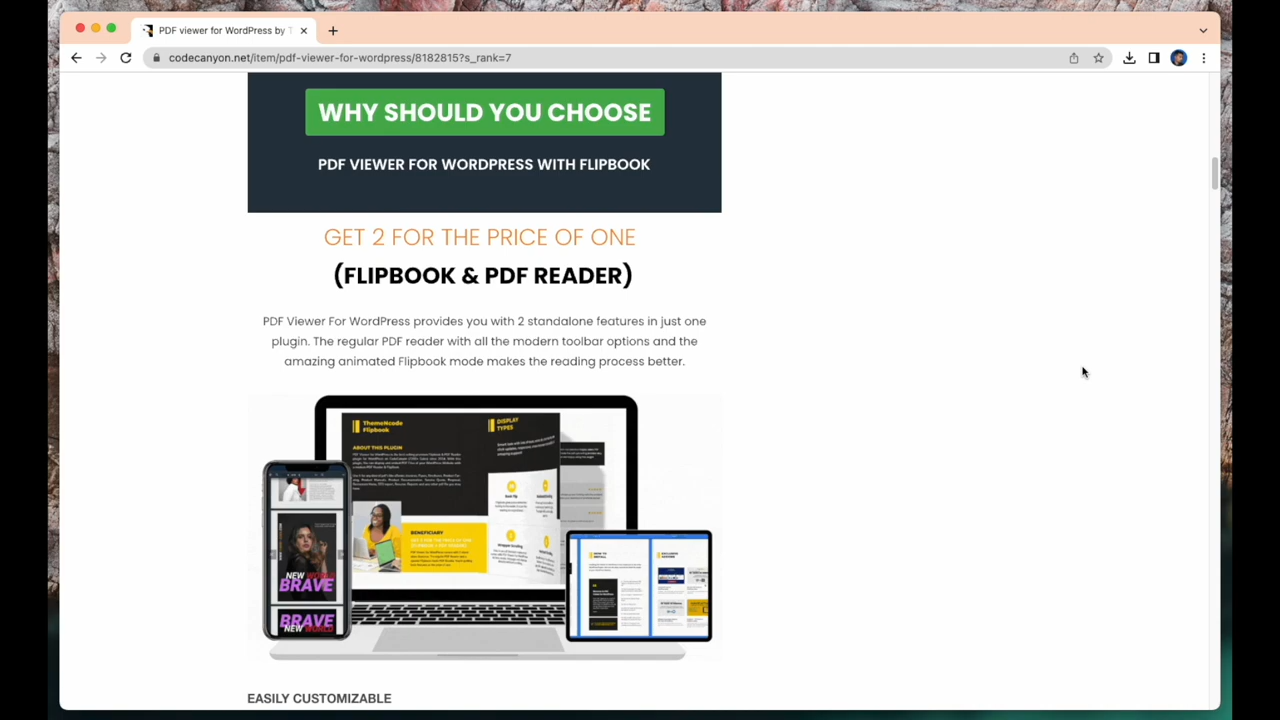 PDF viewer for WordPress by T
codecanyon.net/item/pdf-viewer-for-wordpress/8182815?s_rank=7
WHY SHOULD YOU CHOOSE
PDF VIEWER FOR WORDPRESS WITH FLIPBOOK
GET 2 FOR THE PRICE OF ONE
(FLIPBOOK & PDF READER)
PDF Viewer For WordPress provides you with 2 standalone features in just one
plugin. The regular PDF reader with all the modern toolbar options and the
amazing animated Flipbook mode makes the reading process better.
ThemeNcode
Flipbook
ABOUT THIS PLUGIN
DISPLAY
TYPES
BENEFICIARY
NEW WORLD
BRAVE
BRAVE
NEW WORLD
EASILY CUSTOMIZABLE